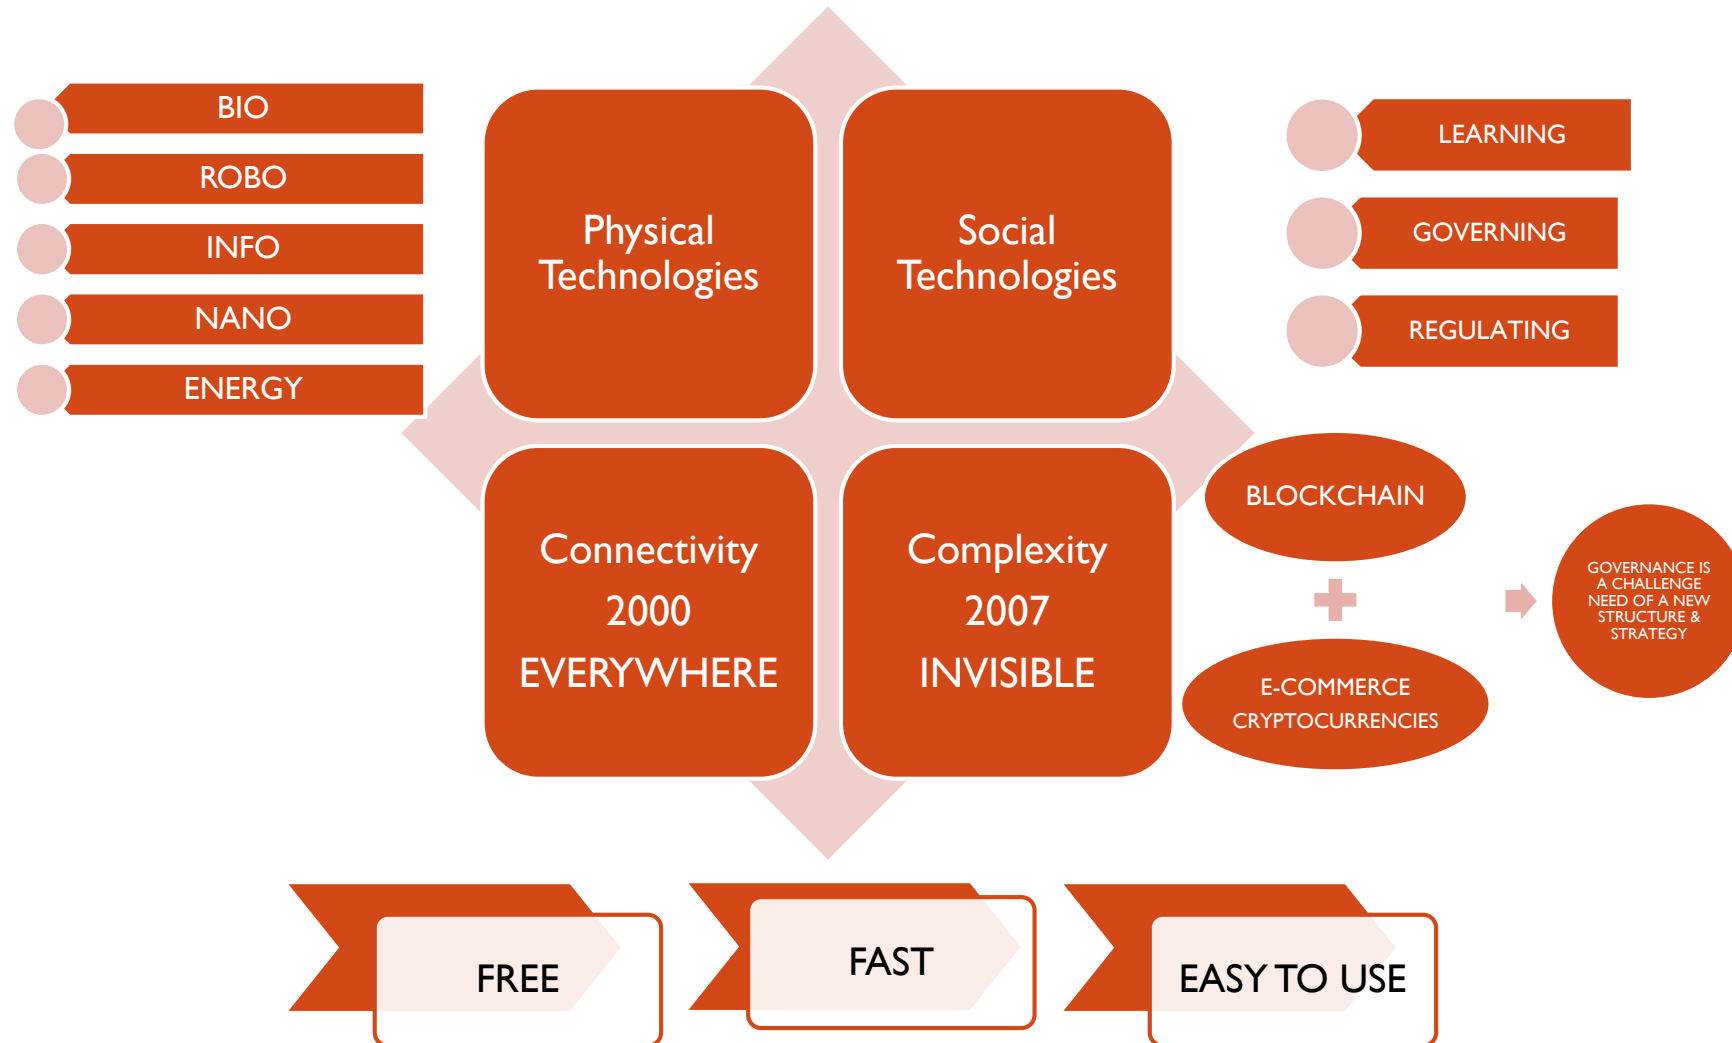 BIO
ROBO
INFO
NANO
ENERGY
Physical
Technologies
Social
Technologies
Connectivity
2000
EVERYWHERE
Complexity
2007
INVISIBLE
LEARNING
GOVERNING
REGULATING
BLOCKCHAIN
E-COMMERCE
CRYPTOCURRENCIES
GOVERNANCE IS
A CHALLENGE
NEED OF A NEW
STRUCTURE &
STRATEGY
FREE
FAST
EASY TO USE